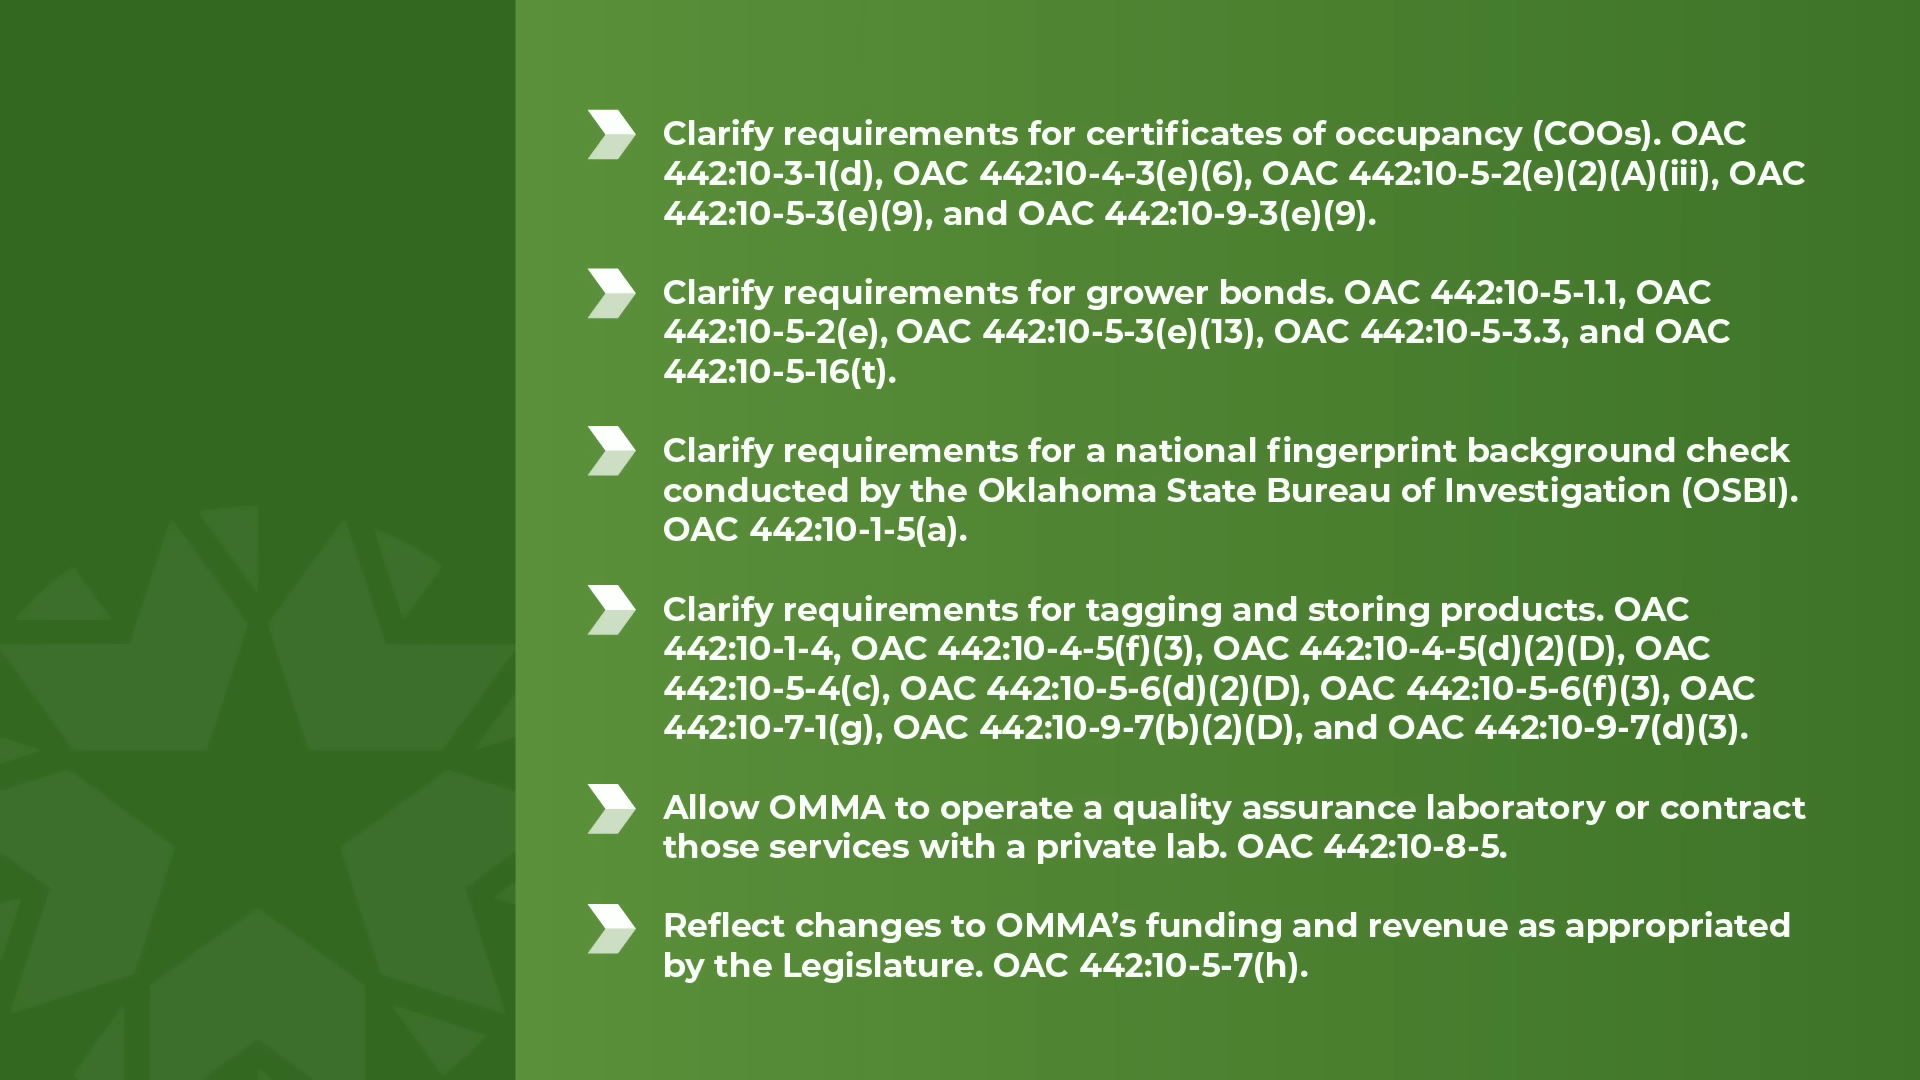 Clarify requirements for certificates of occupancy (COOs). OAC
442:10-3-1(d), OAC 442:10-4-3(e)(6), OAC 442:10-5-2(e)(2)(A)(iii), OAC
442:10-5-3(e)(9), and OAC 442:10-9-3(e)(9).
Clarify requirements for grower bonds. OAC 442:10-5-1.1, OAC
442:10-5-2(e), OAC 442:10-5-3(e)(13), OAC 442:10-5-3.3, and OAC
442:10-5-16(t).
Clarify requirements for a national fingerprint background check
conducted by the Oklahoma State Bureau of Investigation (OSBI).
OAC 442:10-1-5(a).
Clarify requirements for tagging and storing products. OAC
442:10-1-4, OAC 442:10-4-5(f)(3), OAC 442:10-4-5(d)(2)(D), OAC
442:10-5-4(c), OAC 442:10-5-6(d)(2)(D), OAC 442:10-5-6(f)(3), OAC
442:10-7-1(g), OAC 442:10-9-7(b)(2)(D), and OAC 442:10-9-7(d)(3).
Allow OMMA to operate a quality assurance laboratory or contract
those services with a private lab. OAC 442:10-8-5.
Reflect changes to OMMA’s funding and revenue as appropriated
by the Legislature. OAC 442:10-5-7(h).